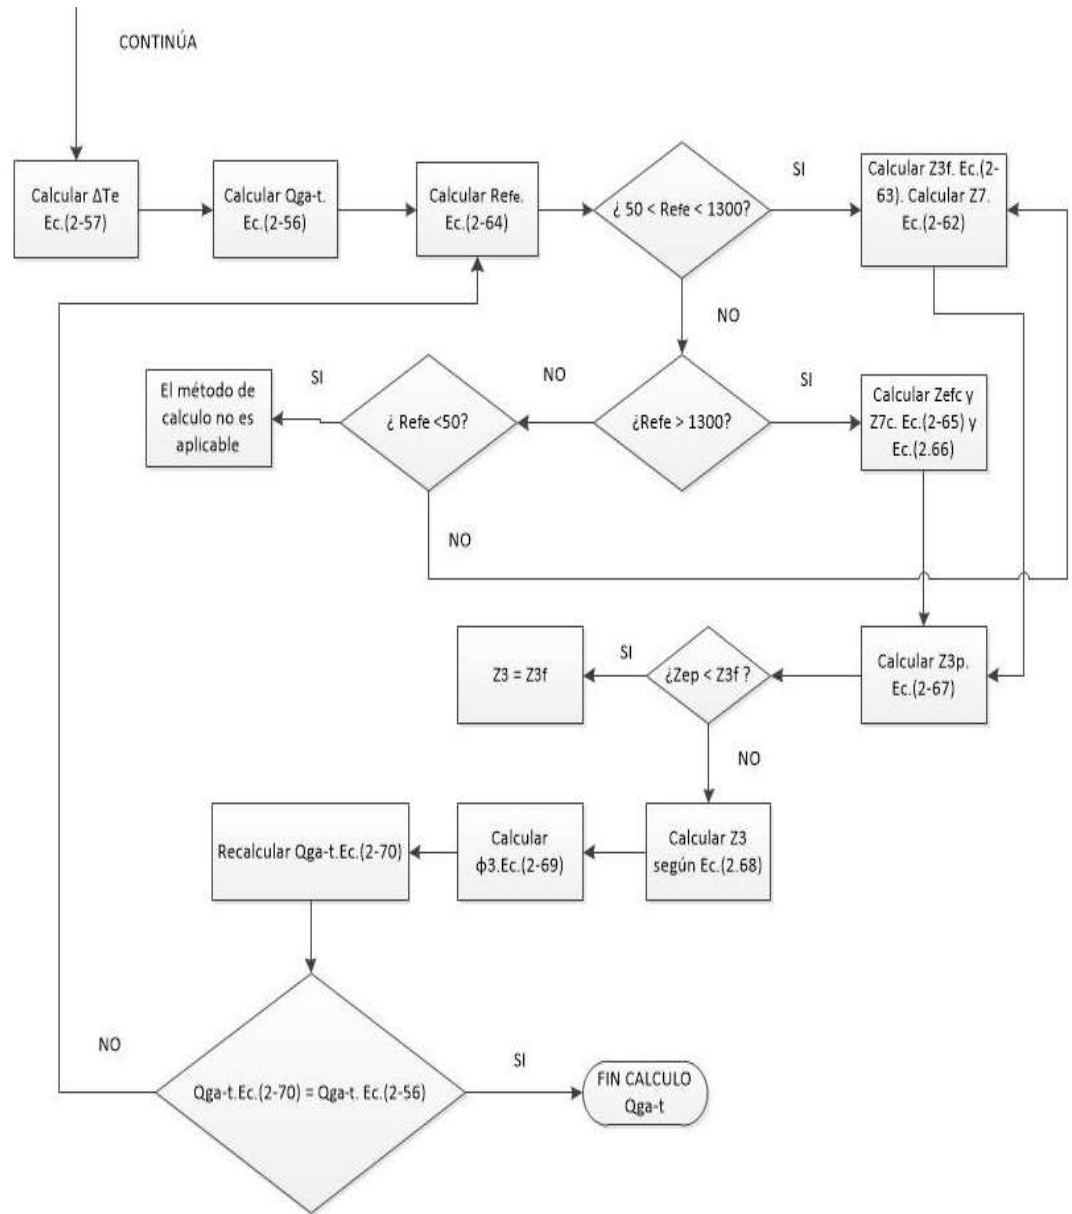 CONTINÚA
Calcular ΔTe
Ec.(2-57)
Calcular Qga-t.
Ec.(2-56)
Calcular Refe.
Ec.(2-64)
¿ 50 < Refe < 1300?
SI
Calcular Z3f. Ec.(2-
63). Calcular Z7.
Ec.(2-62)
NO
El método de
calculo no es
aplicable
SI
¿ Refe <50?
NO
¿Refe > 1300?
SI
Calcular Zefc y
Z7c. Ec.(2-65) y
Ec.(2.66)
NO
Z3 = Z3f
SI
¿Zep < Z3f ?
Calcular Z3p.
Ec.(2-67)
NO
Recalcular Qga-t.Ec.(2-70)
Calcular
ϕ3.Ec.(2-69)
Calcular Z3
según Ec.(2.68)
NO
Qga-t.Ec.(2-70) = Qga-t. Ec.(2-56)
SI
FIN CALCULO
Qga-t